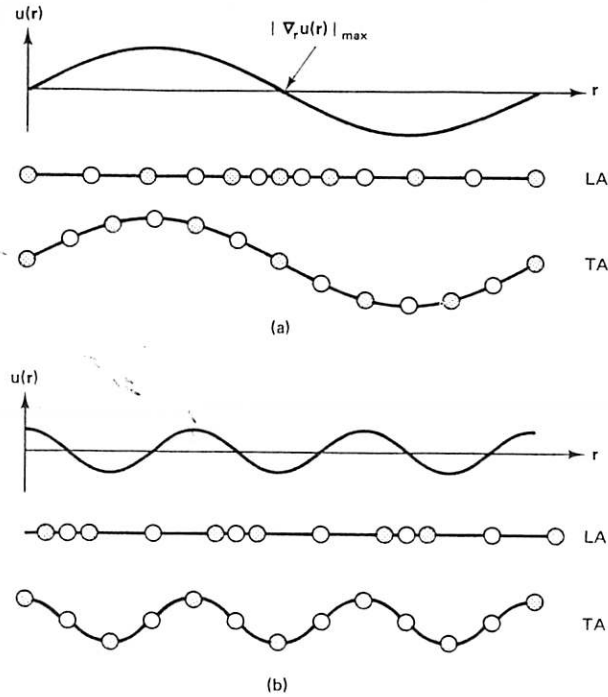 u(r)
| ∇ᵣu(r) |ₘₐₓ
r
LA
TA
(a)
u(r)
r
LA
TA
(b)